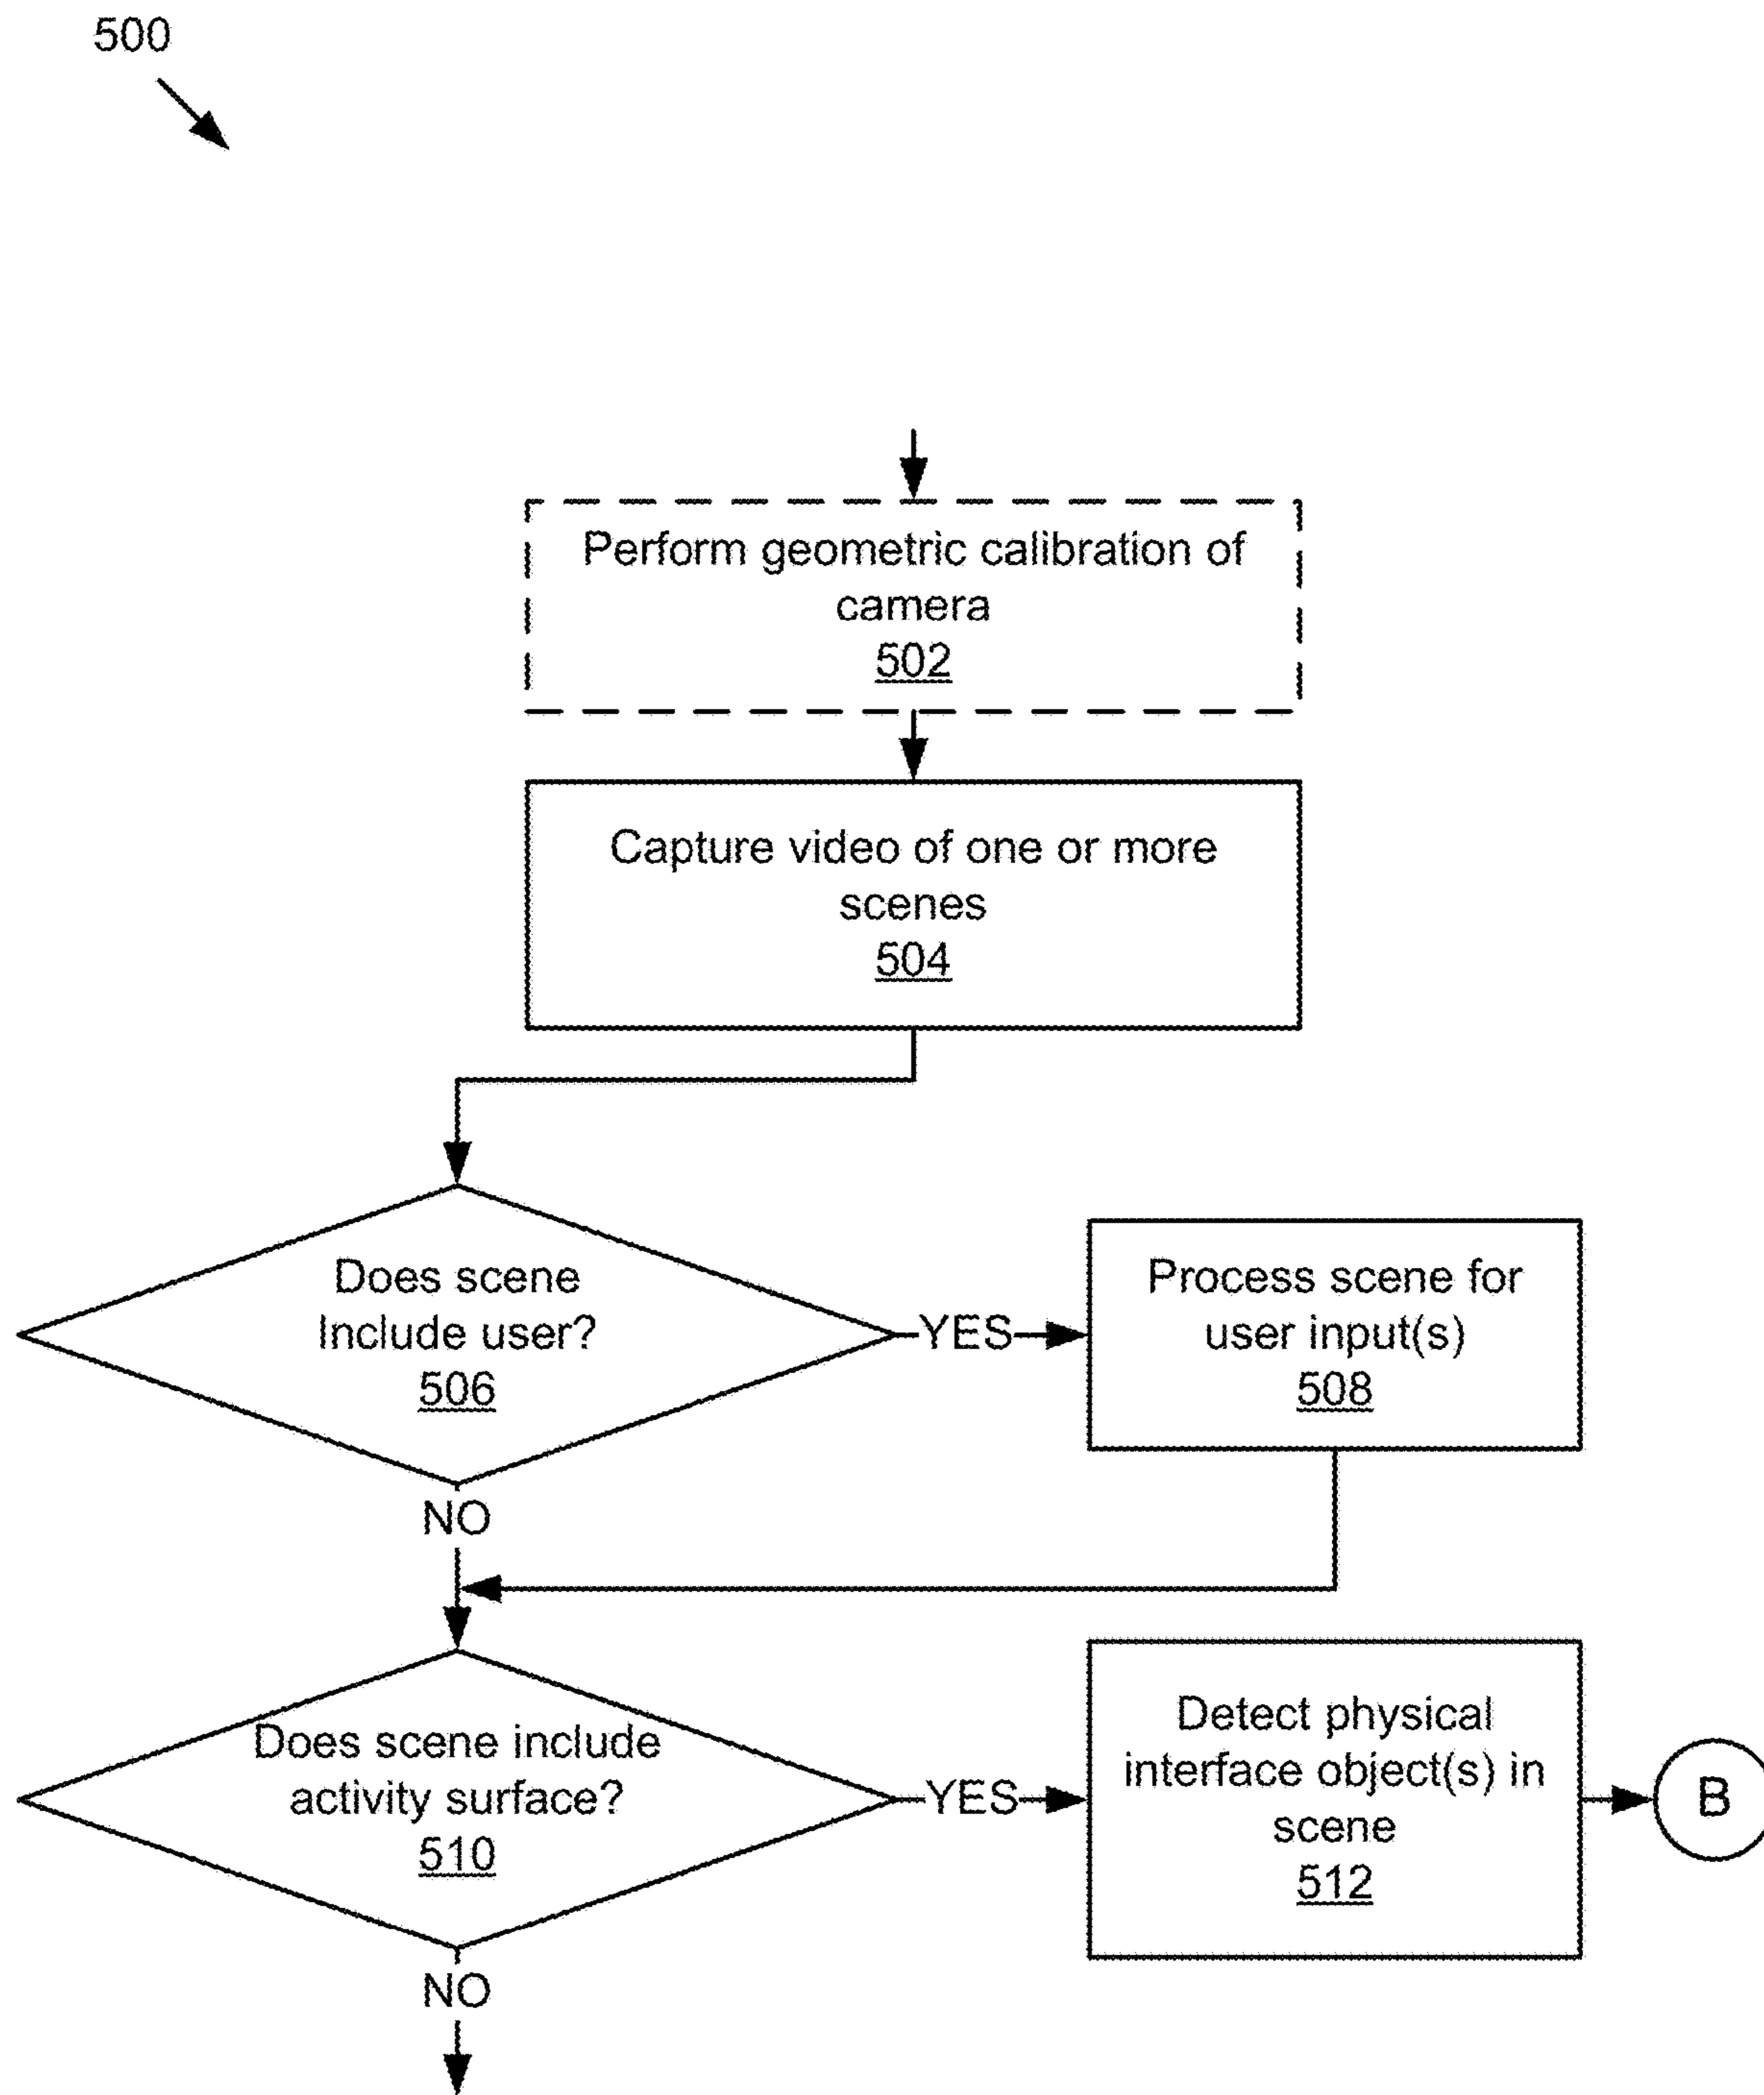 500
Perform geometric calibration of
camera
502
Capture video of one or more
scenes
504
Does scene
Include user?
506
YES
Process scene for
user input(s)
508
NO
Does scene include
activity surface?
510
YES
Detect physical
interface object(s) in
scene
512
B
NO